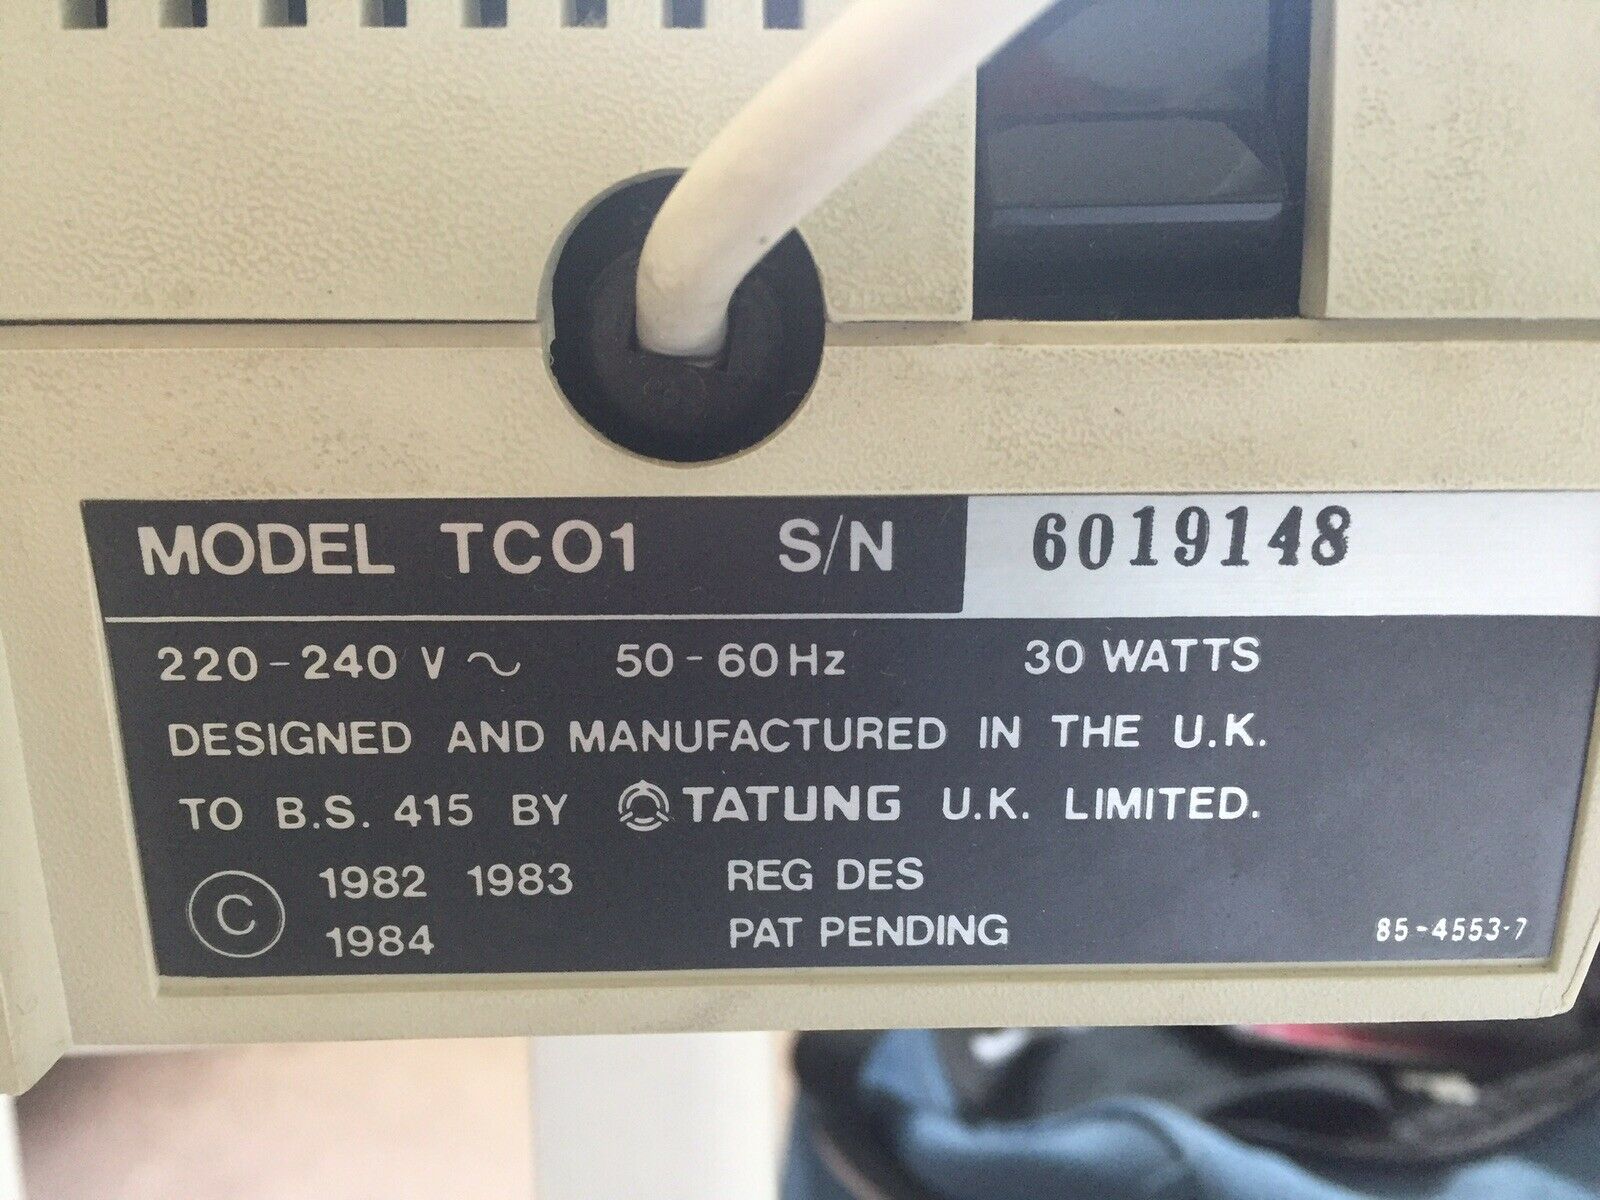 MODEL TC01 S/N 6019148
220-240 V ~ 50-60Hz 30 WATTS
DESIGNED AND MANUFACTURED IN THE U.K.
TO B.S. 415 BY TATUNG U.K. LIMITED.
© 1982 1983 REG DES
1984 PAT PENDING 85-4553-7